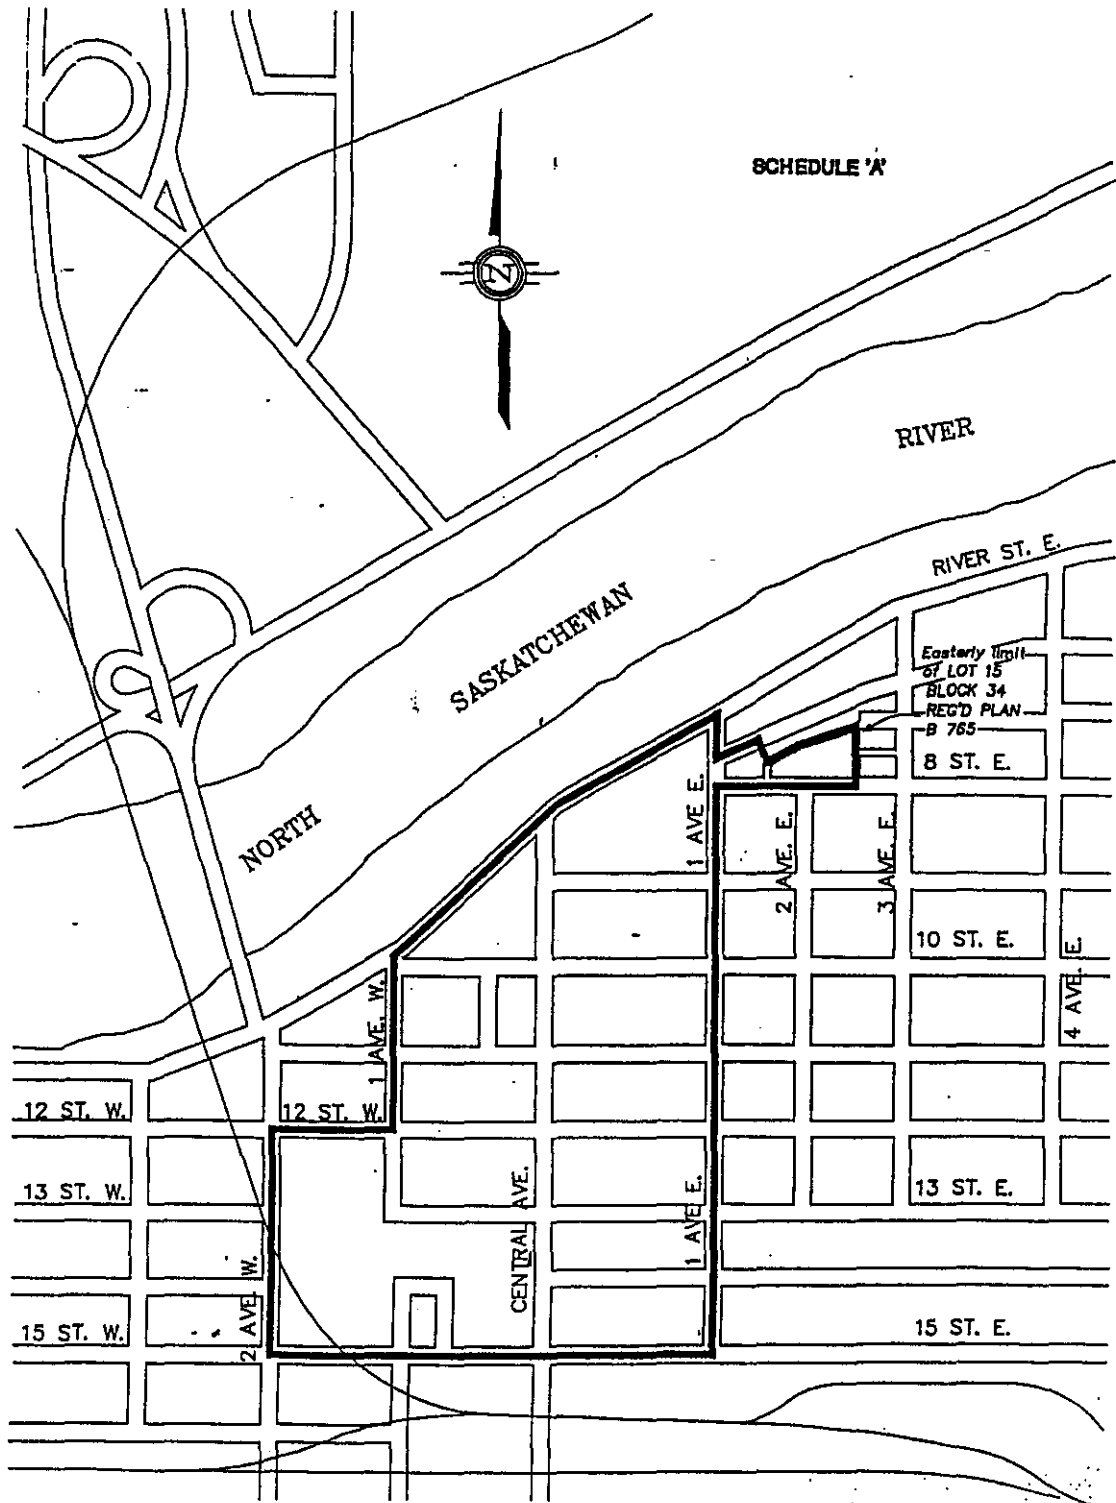 SCHEDULE 'A'
N
RIVER
RIVER ST. E.
SASKATCHEWAN
Easterly limit
of LOT 15
BLOCK 34
REG'D PLAN
B 765
8 ST. E.
NORTH
1 AVE E.
2 AVE. E.
3 AVE. E.
10 ST. E.
4 AVE. E.
1 AVE. W.
12 ST. W.
12 ST. W.
13 ST. W.
CENTRAL AVE.
1 AVE E.
13 ST. E.
2 AVE W.
15 ST. W.
15 ST. E.